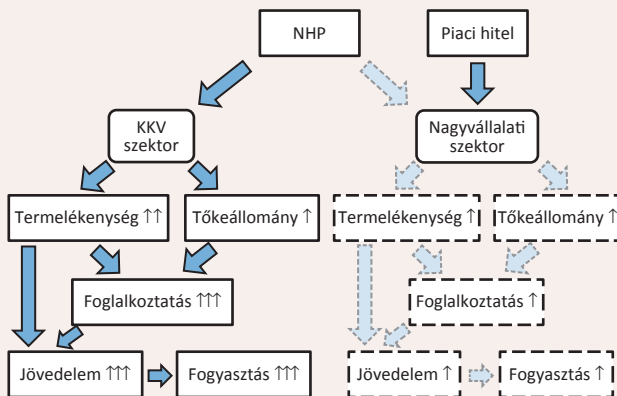 NHP
Piaci hitel
KKV
szektor
Nagyvállalati
szektor
Termelékenység ↑↑
Tőkeállomány ↑
Termelékenység ↑
Tőkeállomány ↑
Foglalkoztatás ↑↑↑
Foglalkoztatás ↑
Jövedelem ↑↑↑
Fogyasztás ↑↑↑
Jövedelem ↑
Fogyasztás ↑